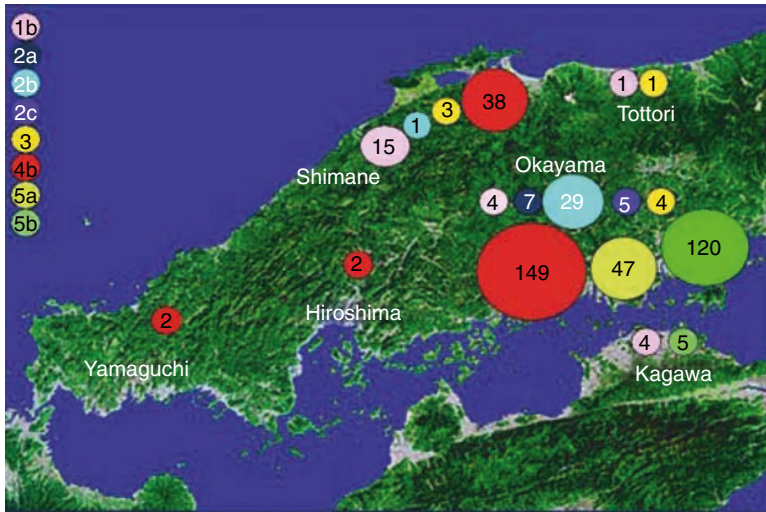 1b
2a
2b
2c
3
4b
5a
5b
38
3
1
15
Shimane
1 1
Tottori
Okayama
4 7 29 5 4
149 47 120
2
Hiroshima
2
Yamaguchi
4 5
Kagawa